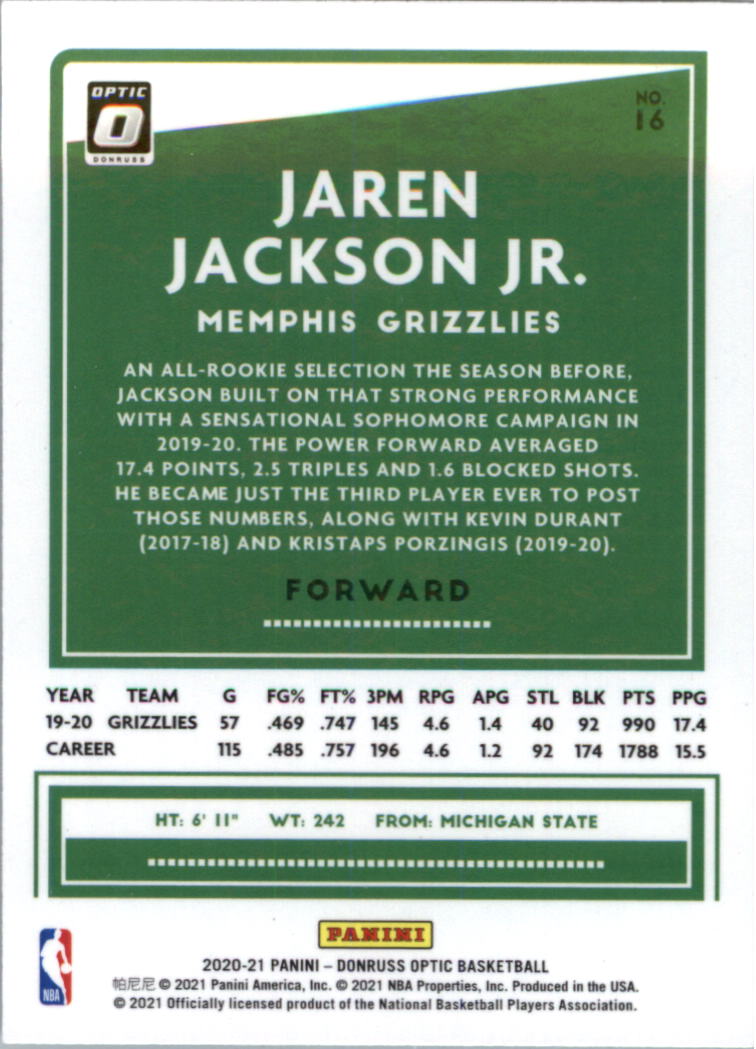 OPTIC
DONRUSS
NO.
16
JAREN
JACKSON JR.
MEMPHIS GRIZZLIES
AN ALL-ROOKIE SELECTION THE SEASON BEFORE,
JACKSON BUILT ON THAT STRONG PERFORMANCE
WITH A SENSATIONAL SOPHOMORE CAMPAIGN IN
2019-20. THE POWER FORWARD AVERAGED
17.4 POINTS, 2.5 TRIPLES AND 1.6 BLOCKED SHOTS.
HE BECAME JUST THE THIRD PLAYER EVER TO POST
THOSE NUMBERS, ALONG WITH KEVIN DURANT
(2017-18) AND KRISTAPS PORZINGIS (2019-20).
FORWARD
YEAR TEAM G FG% FT% 3PM RPG APG STL BLK PTS PPG
19-20 GRIZZLIES 57 .469 .747 145 4.6 1.4 40 92 990 17.4
CAREER 115 .485 .757 196 4.6 1.2 92 174 1788 15.5
HT: 6' 11" WT: 242 FROM: MICHIGAN STATE
PANINI
NBA
2020-21 PANINI – DONRUSS OPTIC BASKETBALL
帕尼尼 © 2021 Panini America, Inc. © 2021 NBA Properties, Inc. Produced in the USA.
© 2021 Officially licensed product of the National Basketball Players Association.